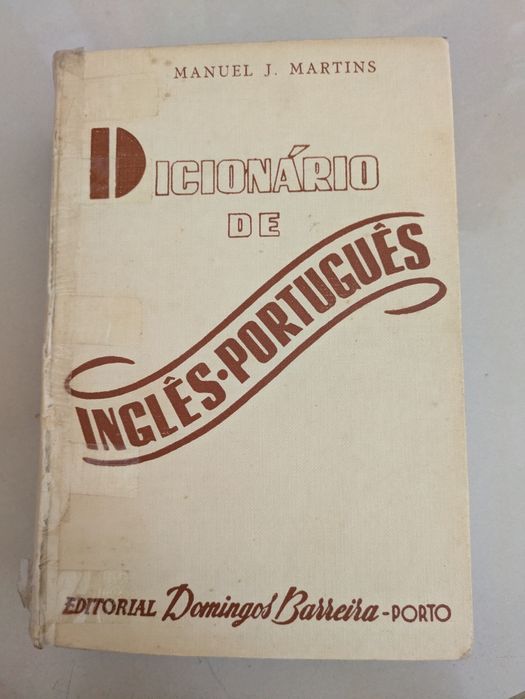 MANUEL J. MARTINS
DICIONÁRIO
DE
INGLÊS·PORTUGUÊS
EDITORIAL Domingos Barreira - PORTO